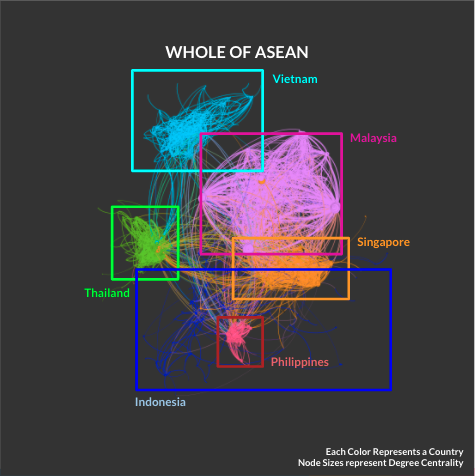 WHOLE OF ASEAN
Vietnam
Malaysia
Singapore
Thailand
Philippines
Indonesia
Each Color Represents a Country
Node Sizes represent Degree Centrality